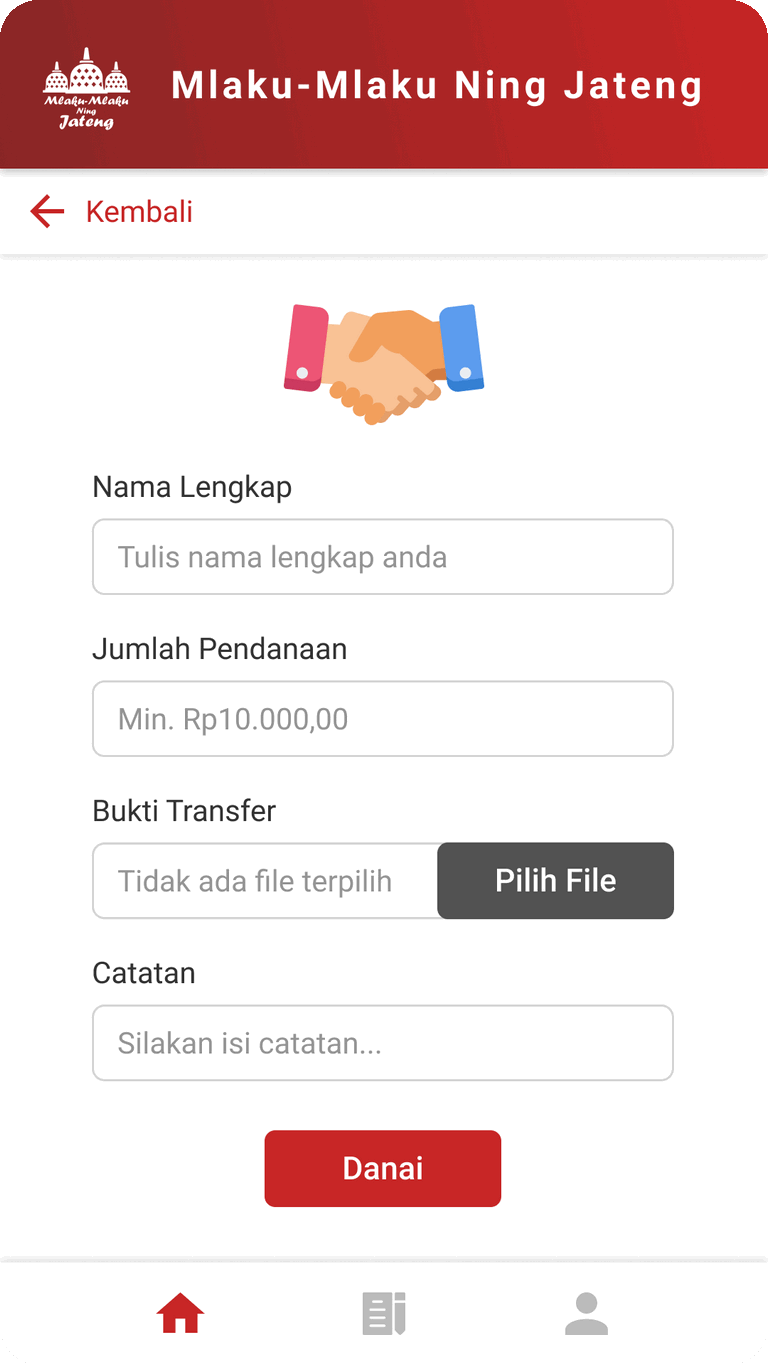 Mlaku-Mlaku
Ning
Jateng
Mlaku-Mlaku Ning Jateng
Kembali
Nama Lengkap
Tulis nama lengkap anda
Jumlah Pendanaan
Min. Rp10.000,00
Bukti Transfer
Tidak ada file terpilih
Pilih File
Catatan
Silakan isi catatan...
Danai